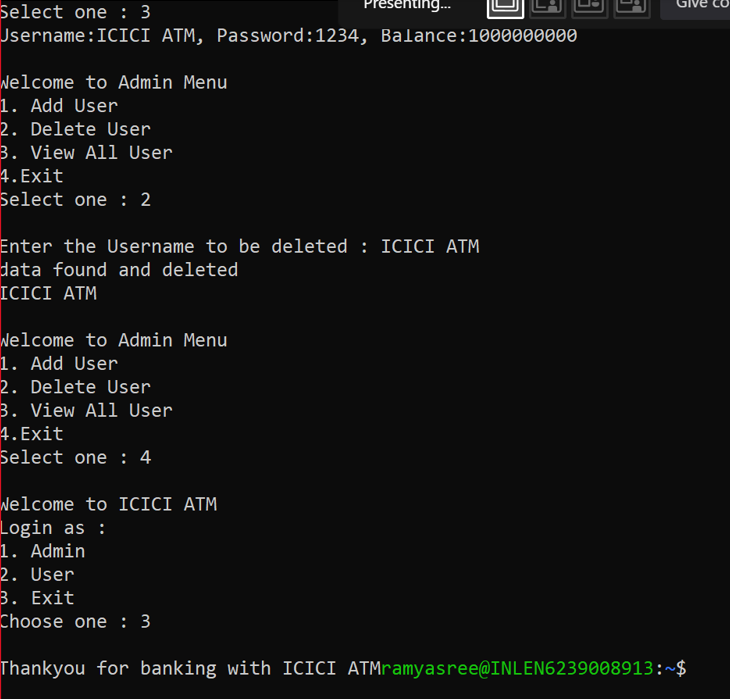 Presenting...
Give co
Select one : 3
Username:ICICI ATM, Password:1234, Balance:1000000000
Welcome to Admin Menu
1. Add User
2. Delete User
3. View All User
4.Exit
Select one : 2
Enter the Username to be deleted : ICICI ATM
data found and deleted
ICICI ATM
Welcome to Admin Menu
1. Add User
2. Delete User
3. View All User
4.Exit
Select one : 4
Welcome to ICICI ATM
Login as :
1. Admin
2. User
3. Exit
Choose one : 3
Thankyou for banking with ICICI ATMramyasree@INLEN6239008913:~$